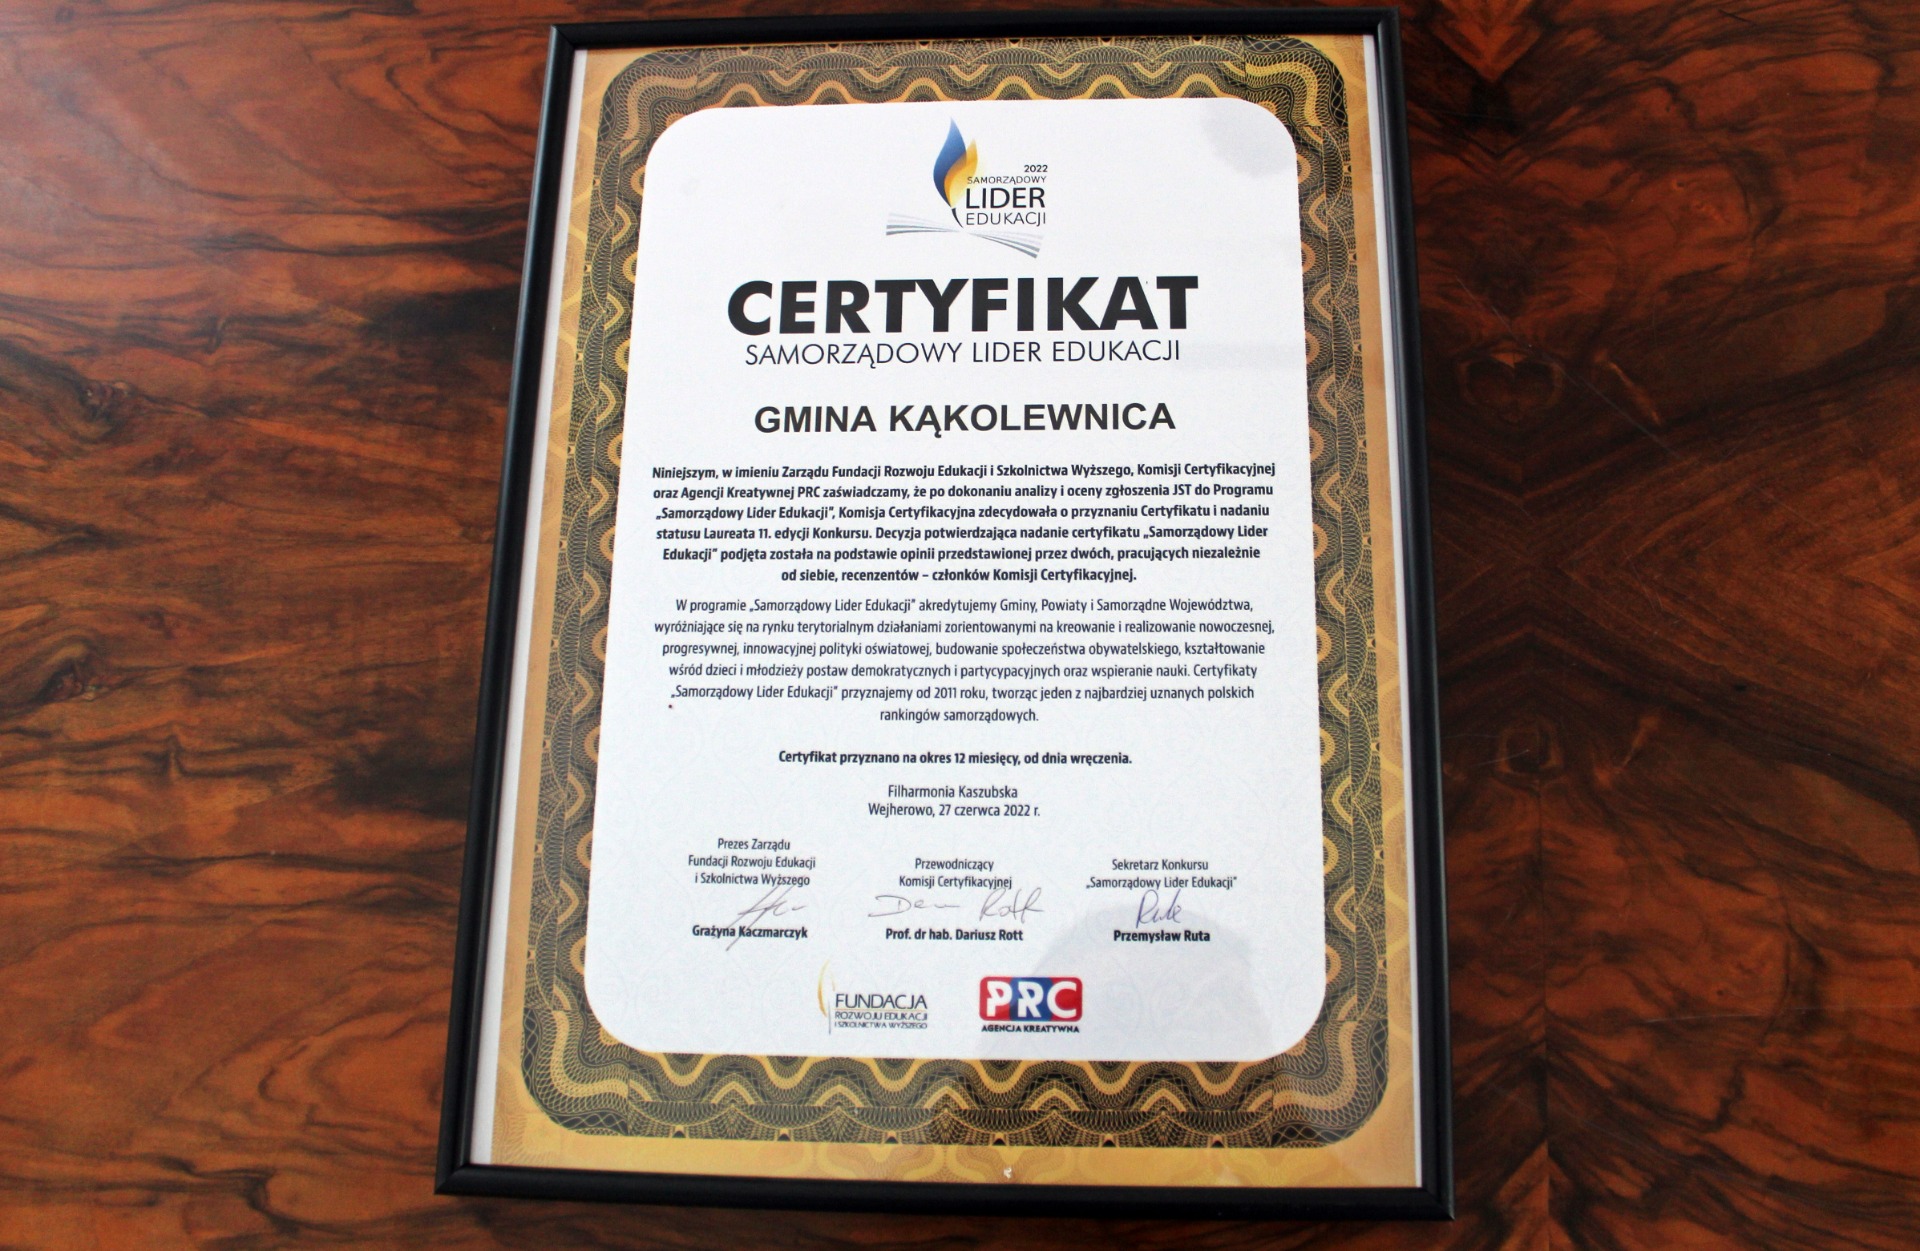 2022
SAMORZĄDOWY
LIDER
EDUKACJI
CERTYFIKAT
SAMORZĄDOWY LIDER EDUKACJI
GMINA KĄKOLEWNICA
Niniejszym, w imieniu Zarządu Fundacji Rozwoju Edukacji i Szkolnictwa Wyższego, Komisji Certyfikacyjnej
oraz Agencji Kreatywnej PRC zaświadczamy, że po dokonaniu analizy i oceny zgłoszenia JST do Programu
„Samorządowy Lider Edukacji”, Komisja Certyfikacyjna zdecydowała o przyznaniu Certyfikatu i nadaniu
statusu Laureata 11. edycji Konkursu. Decyzja potwierdzająca nadanie certyfikatu „Samorządowy Lider
Edukacji” podjęta została na podstawie opinii przedstawionej przez dwóch, pracujących niezależnie
od siebie, recenzentów – członków Komisji Certyfikacyjnej.
W programie „Samorządowy Lider Edukacji” akredytujemy Gminy, Powiaty i Samorządne Województwa,
wyróżniające się na rynku terytorialnym działaniami zorientowanymi na kreowanie i realizowanie nowoczesnej,
progresywnej, innowacyjnej polityki oświatowej, budowanie społeczeństwa obywatelskiego, kształtowanie
wśród dzieci i młodzieży postaw demokratycznych i partycypacyjnych oraz wspieranie nauki. Certyfikaty
„Samorządowy Lider Edukacji” przyznajemy od 2011 roku, tworząc jeden z najbardziej uznanych polskich
rankingów samorządowych.
Certyfikat przyznano na okres 12 miesięcy, od dnia wręczenia.
Filharmonia Kaszubska
Wejherowo, 27 czerwca 2022 r.
Prezes Zarządu
Fundacji Rozwoju Edukacji
i Szkolnictwa Wyższego
Grażyna Kaczmarczyk
Przewodniczący
Komisji Certyfikacyjnej
Prof. dr hab. Dariusz Rott
Sekretarz Konkursu
„Samorządowy Lider Edukacji”
Przemysław Ruta
FUNDACJA
ROZWOJU EDUKACJI
I SZKOLNICTWA WYŻSZEGO
PRC
AGENCJA KREATYWNA